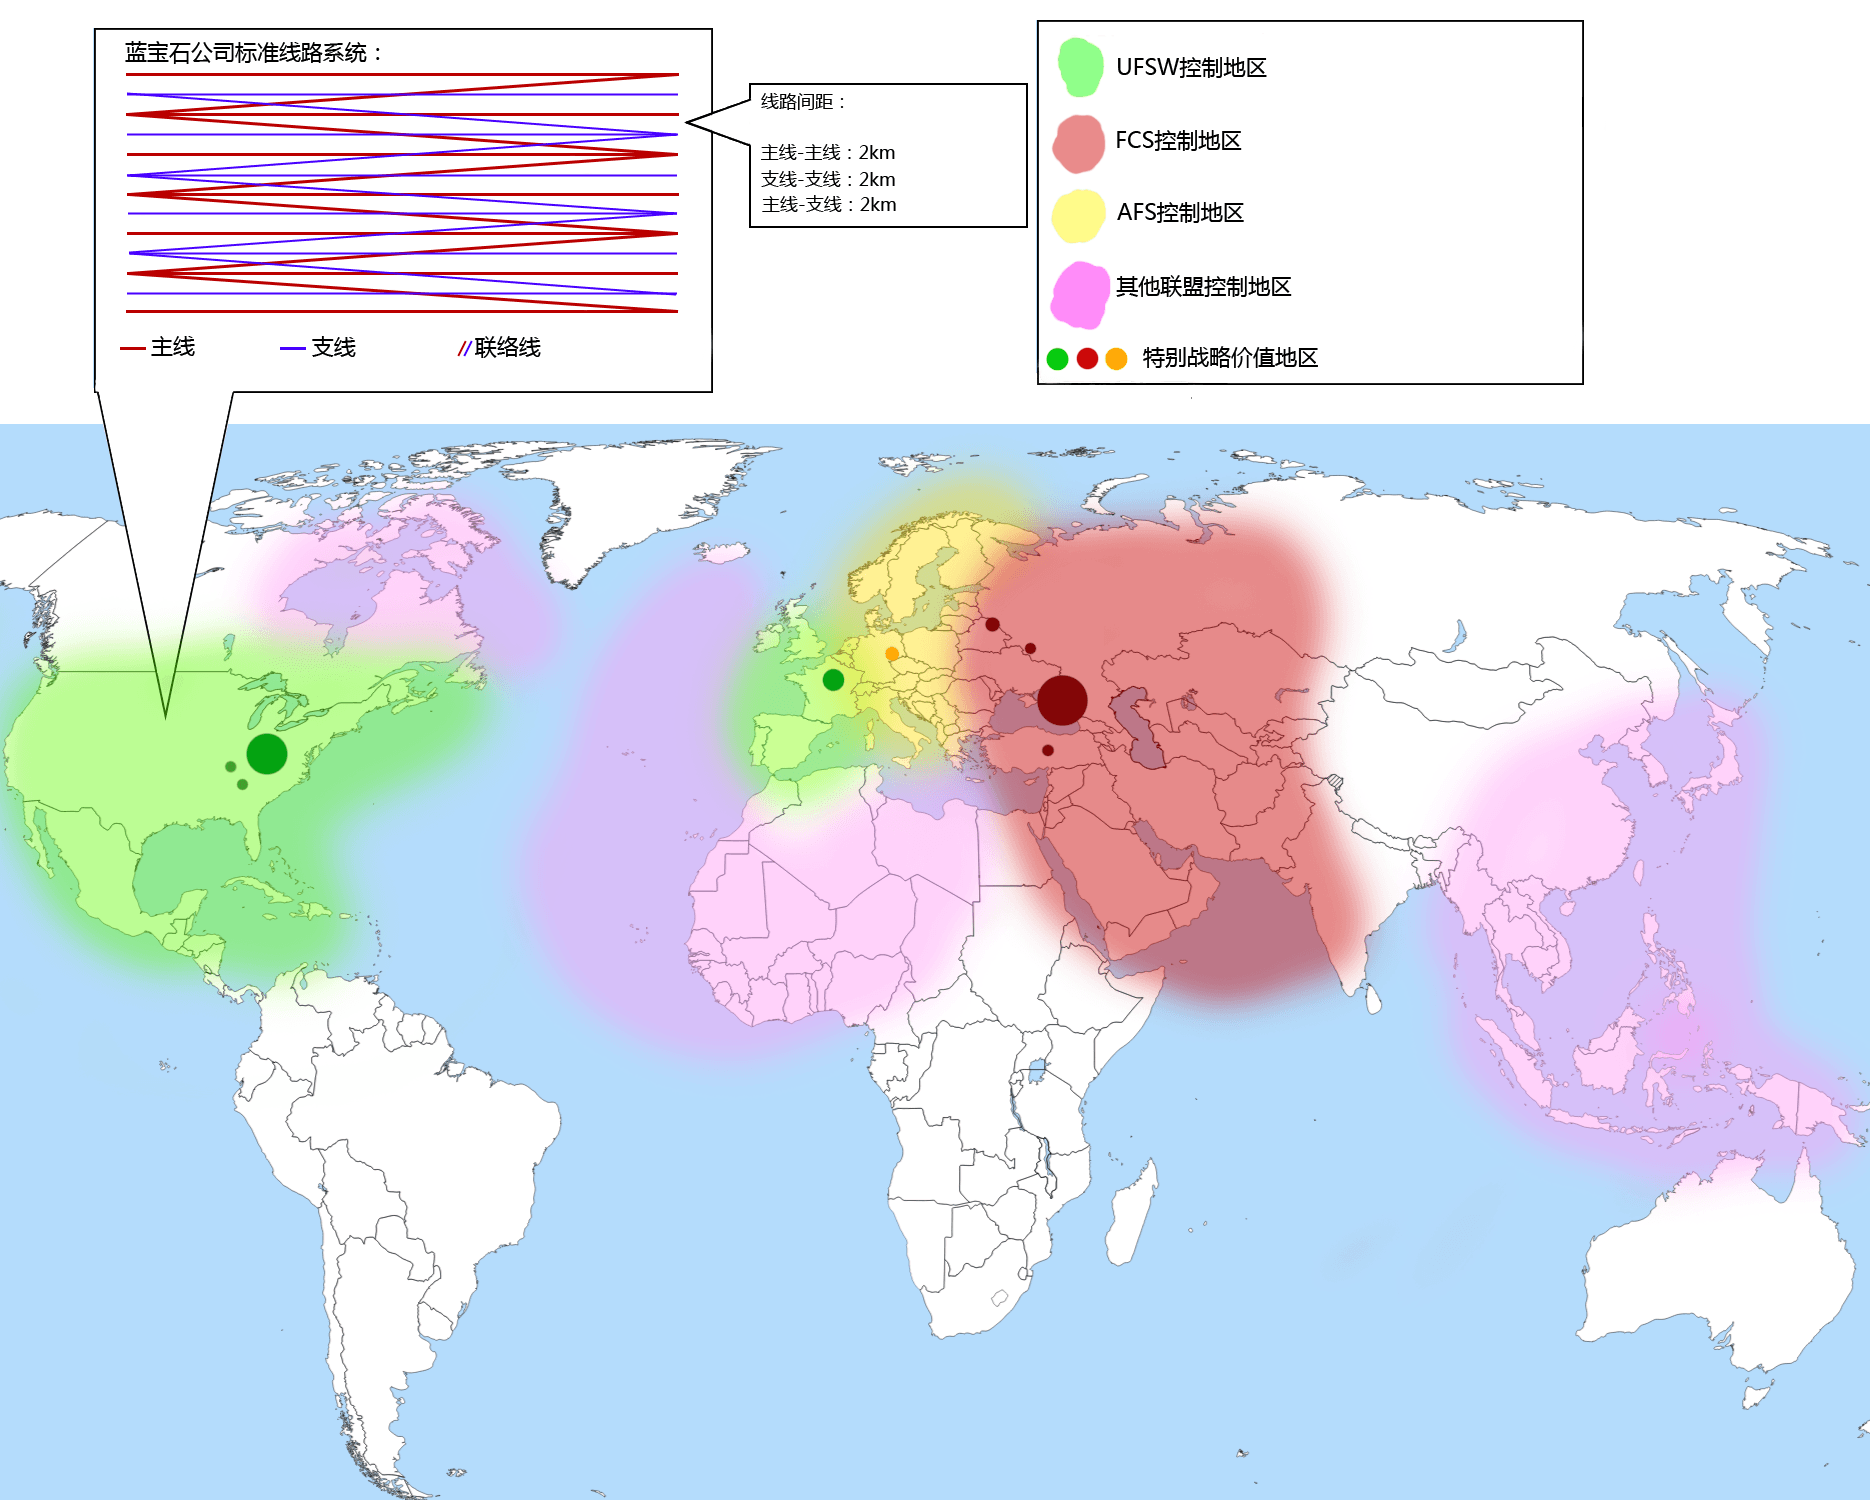 蓝宝石公司标准线路系统：
主线
支线
联络线
线路间距：
主线-主线：2km
支线-支线：2km
主线-支线：2km
UFSW控制地区
FCS控制地区
AFS控制地区
其他联盟控制地区
特别战略价值地区